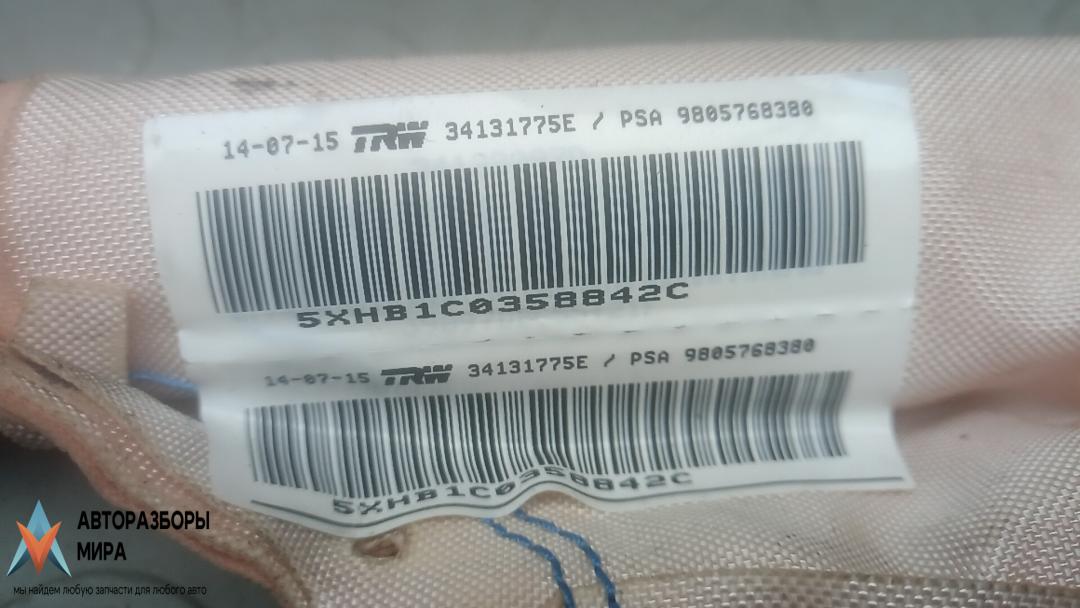 14-07-15 TRW 34131775E / PSA 9805768380
5XHB1C0358842C
14-07-15 TRW 34131775E / PSA 9805768380
5XHB1C0358842C
АВТОРАЗБОРЫ
МИРА
мы найдем любую запчасти для любого авто